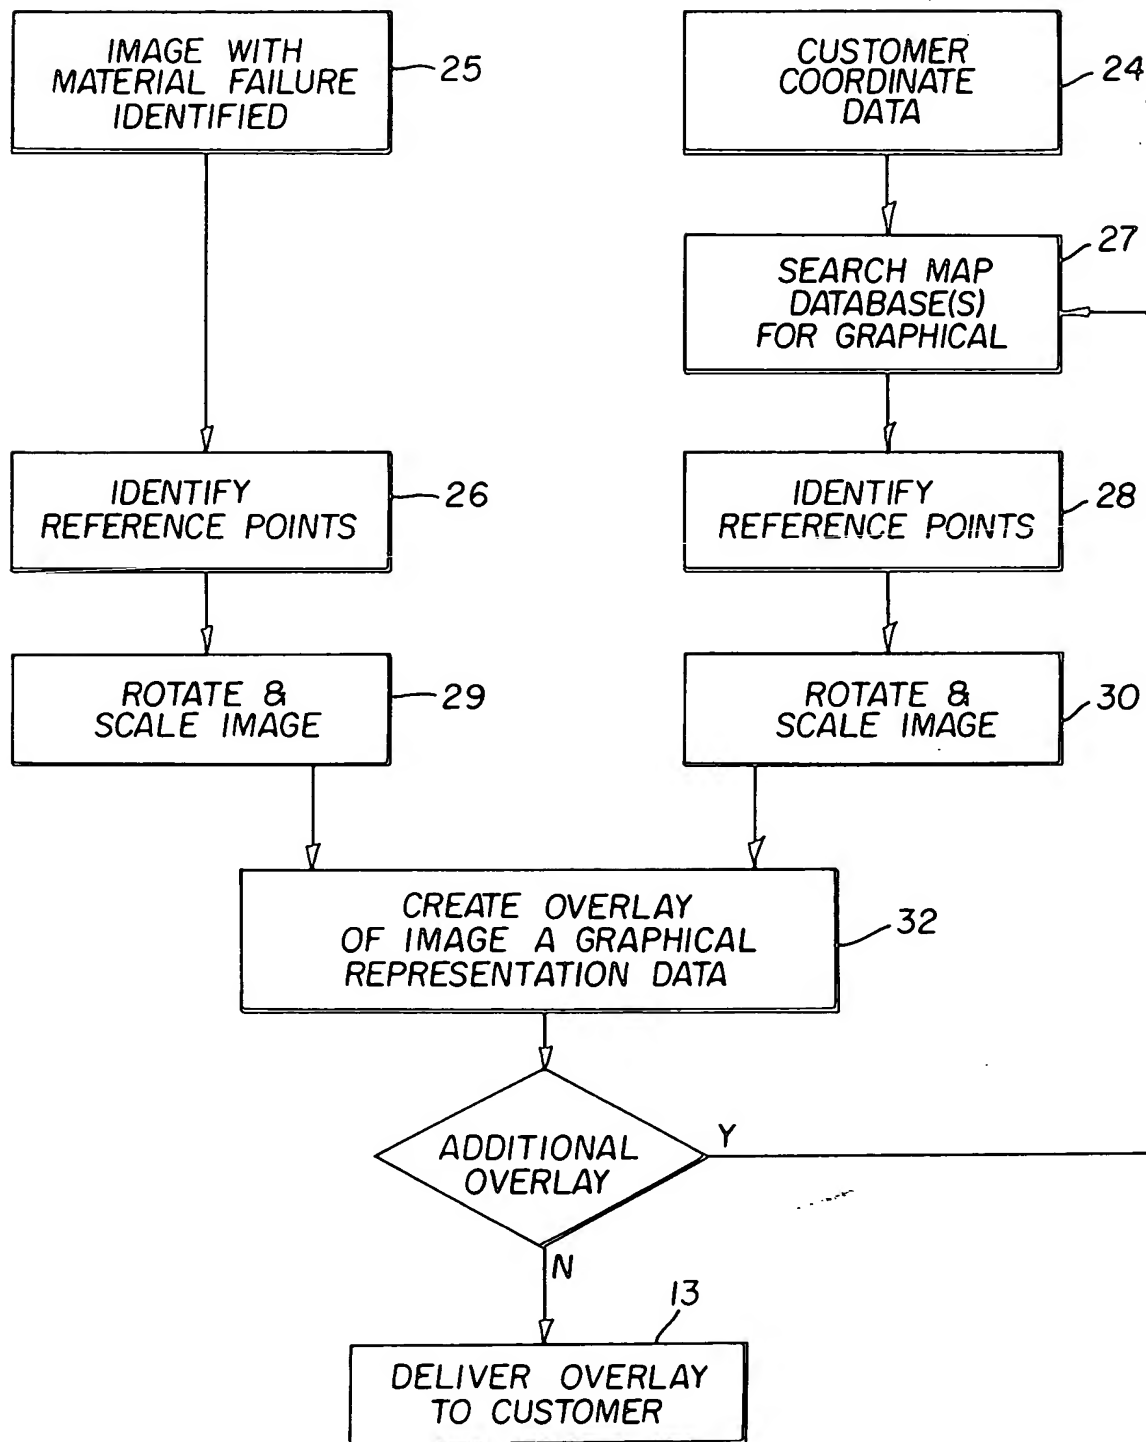 IMAGE WITH
MATERIAL FAILURE
IDENTIFIED
25
CUSTOMER
COORDINATE
DATA
24
SEARCH MAP
DATABASE(S)
FOR GRAPHICAL
27
IDENTIFY
REFERENCE POINTS
26
IDENTIFY
REFERENCE POINTS
28
ROTATE &
SCALE IMAGE
29
ROTATE &
SCALE IMAGE
30
CREATE OVERLAY
OF IMAGE A GRAPHICAL
REPRESENTATION DATA
32
ADDITIONAL
OVERLAY
Y
N
13
DELIVER OVERLAY
TO CUSTOMER